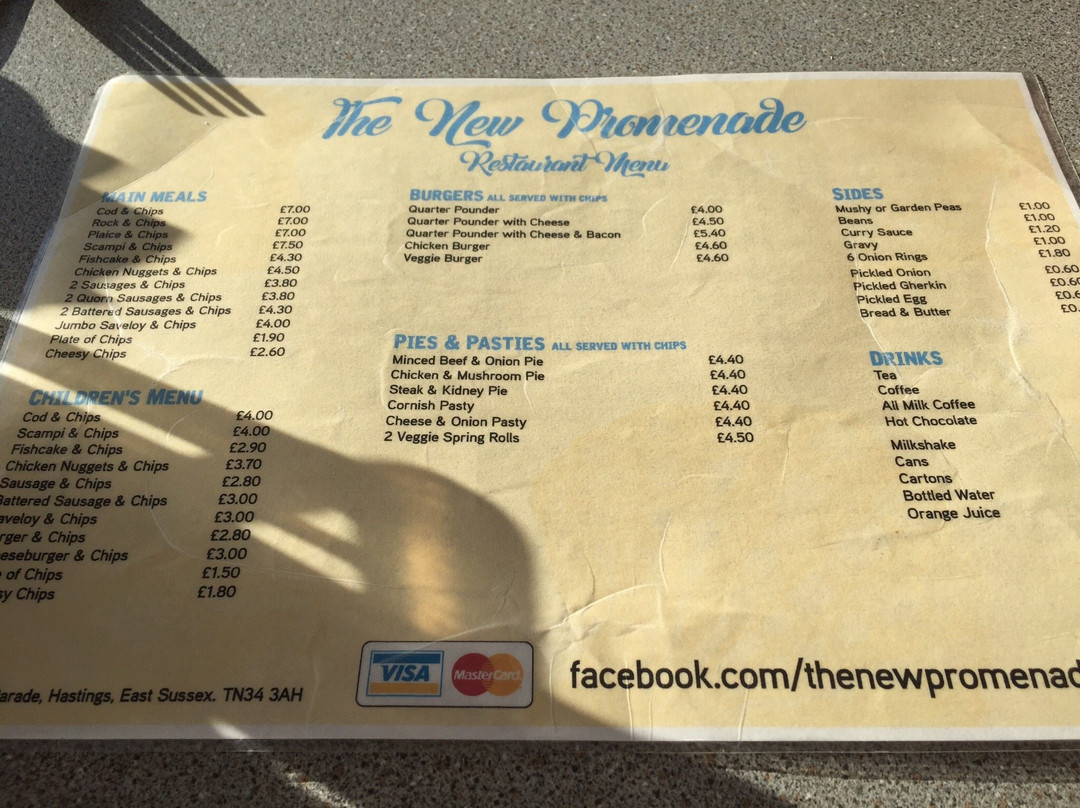 The New Promenade
Restaurant Menu
MAIN MEALS
Cod & Chips £7.00
Rock & Chips £7.00
Plaice & Chips £7.00
Scampi & Chips £7.50
Fishcake & Chips £4.30
Chicken Nuggets & Chips £4.50
2 Sausages & Chips £3.80
2 Quorn Sausages & Chips £3.80
2 Battered Sausages & Chips £4.30
Jumbo Saveloy & Chips £4.00
Plate of Chips £1.90
Cheesy Chips £2.60
CHILDREN'S MENU
Cod & Chips £4.00
Scampi & Chips £4.00
Fishcake & Chips £2.90
Chicken Nuggets & Chips £3.70
Sausage & Chips £2.80
Battered Sausage & Chips £3.00
aveloy & Chips £3.00
rger & Chips £2.80
eeseburger & Chips £3.00
of Chips £1.50
sy Chips £1.80
BURGERS ALL SERVED WITH CHIPS
Quarter Pounder £4.00
Quarter Pounder with Cheese £4.50
Quarter Pounder with Cheese & Bacon £5.40
Chicken Burger £4.60
Veggie Burger £4.60
PIES & PASTIES ALL SERVED WITH CHIPS
Minced Beef & Onion Pie £4.40
Chicken & Mushroom Pie £4.40
Steak & Kidney Pie £4.40
Cornish Pasty £4.40
Cheese & Onion Pasty £4.40
2 Veggie Spring Rolls £4.50
SIDES
Mushy or Garden Peas £1.00
Beans £1.00
Curry Sauce £1.20
Gravy £1.00
6 Onion Rings £1.80
Pickled Onion £0.60
Pickled Gherkin £0.60
Pickled Egg £0.6
Bread & Butter £0.
DRINKS
Tea
Coffee
All Milk Coffee
Hot Chocolate
Milkshake
Cans
Cartons
Bottled Water
Orange Juice
arade, Hastings, East Sussex. TN34 3AH
VISA
MasterCard
facebook.com/thenewpromenad